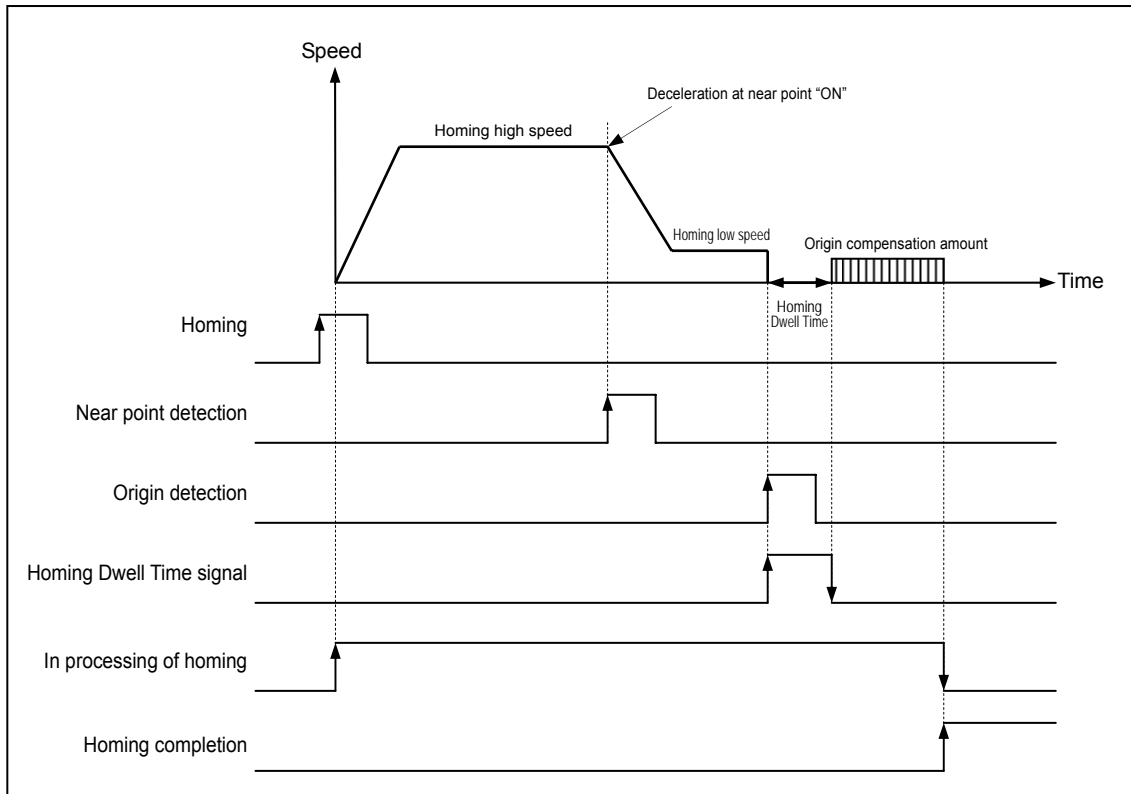 Speed
Deceleration at near point “ON”
Homing high speed
Homing low speed
Origin compensation amount
Time
Homing
Dwell Time
Homing
Near point detection
Origin detection
Homing Dwell Time signal
In processing of homing
Homing completion